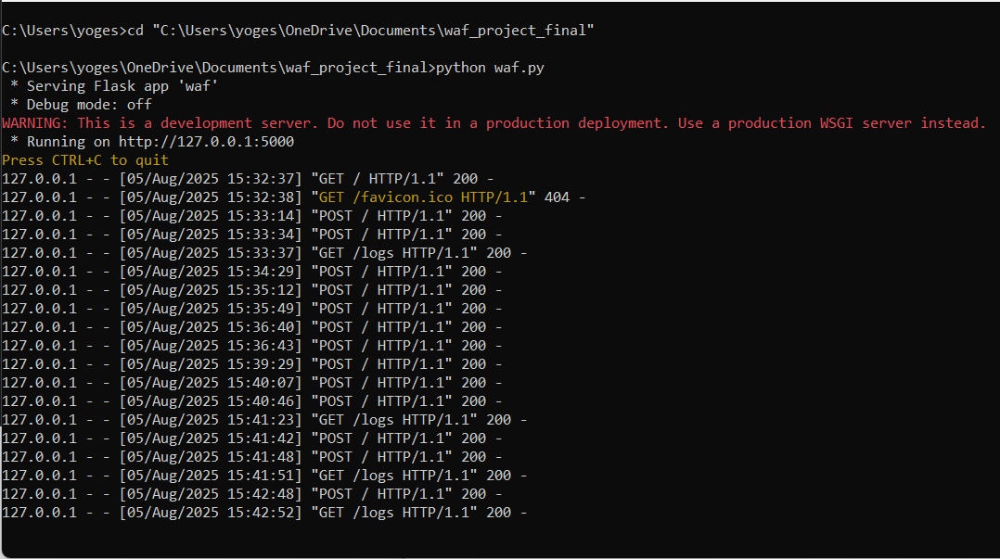 C:\Users\yoges>cd "C:\Users\yoges\OneDrive\Documents\waf_project_final"
C:\Users\yoges\OneDrive\Documents\waf_project_final>python waf.py
 * Serving Flask app 'waf'
 * Debug mode: off
WARNING: This is a development server. Do not use it in a production deployment. Use a production WSGI server instead.
 * Running on http://127.0.0.1:5000
Press CTRL+C to quit
127.0.0.1 - - [05/Aug/2025 15:32:37] "GET / HTTP/1.1" 200 -
127.0.0.1 - - [05/Aug/2025 15:32:38] "GET /favicon.ico HTTP/1.1" 404 -
127.0.0.1 - - [05/Aug/2025 15:33:14] "POST / HTTP/1.1" 200 -
127.0.0.1 - - [05/Aug/2025 15:33:34] "POST / HTTP/1.1" 200 -
127.0.0.1 - - [05/Aug/2025 15:33:37] "GET /logs HTTP/1.1" 200 -
127.0.0.1 - - [05/Aug/2025 15:34:29] "POST / HTTP/1.1" 200 -
127.0.0.1 - - [05/Aug/2025 15:35:12] "POST / HTTP/1.1" 200 -
127.0.0.1 - - [05/Aug/2025 15:35:49] "POST / HTTP/1.1" 200 -
127.0.0.1 - - [05/Aug/2025 15:36:40] "POST / HTTP/1.1" 200 -
127.0.0.1 - - [05/Aug/2025 15:36:43] "POST / HTTP/1.1" 200 -
127.0.0.1 - - [05/Aug/2025 15:39:29] "POST / HTTP/1.1" 200 -
127.0.0.1 - - [05/Aug/2025 15:40:07] "POST / HTTP/1.1" 200 -
127.0.0.1 - - [05/Aug/2025 15:40:46] "POST / HTTP/1.1" 200 -
127.0.0.1 - - [05/Aug/2025 15:41:23] "GET /logs HTTP/1.1" 200 -
127.0.0.1 - - [05/Aug/2025 15:41:42] "POST / HTTP/1.1" 200 -
127.0.0.1 - - [05/Aug/2025 15:41:48] "POST / HTTP/1.1" 200 -
127.0.0.1 - - [05/Aug/2025 15:41:51] "GET /logs HTTP/1.1" 200 -
127.0.0.1 - - [05/Aug/2025 15:42:48] "POST / HTTP/1.1" 200 -
127.0.0.1 - - [05/Aug/2025 15:42:52] "GET /logs HTTP/1.1" 200 -